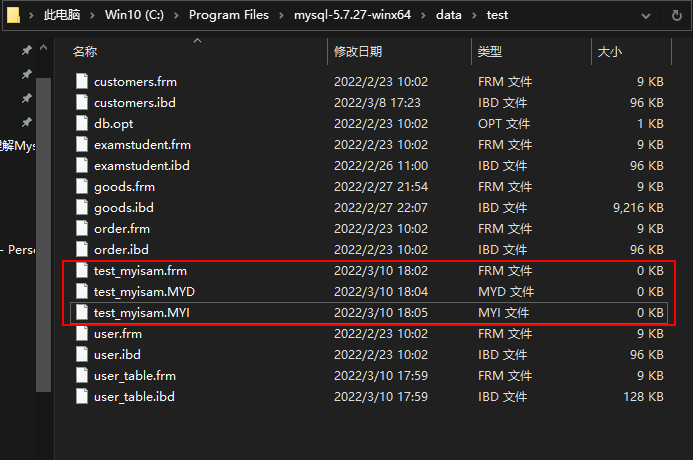 此电脑 › Win10 (C:) › Program Files › mysql-5.7.27-winx64 › data › test
名称 修改日期 类型 大小
customers.frm 2022/2/23 10:02 FRM 文件 9 KB
customers.ibd 2022/3/8 17:23 IBD 文件 96 KB
db.opt 2022/2/23 10:02 OPT 文件 1 KB
examstudent.frm 2022/2/23 10:02 FRM 文件 9 KB
理解Mys
examstudent.ibd 2022/2/26 11:00 IBD 文件 96 KB
goods.frm 2022/2/27 21:54 FRM 文件 9 KB
goods.ibd 2022/2/27 22:07 IBD 文件 9,216 KB
order.frm 2022/2/23 10:02 FRM 文件 9 KB
- Perso
order.ibd 2022/2/23 10:02 IBD 文件 96 KB
test_myisam.frm 2022/3/10 18:02 FRM 文件 0 KB
test_myisam.MYD 2022/3/10 18:04 MYD 文件 0 KB
test_myisam.MYI 2022/3/10 18:05 MYI 文件 0 KB
user.frm 2022/2/23 10:02 FRM 文件 9 KB
user.ibd 2022/2/23 10:02 IBD 文件 96 KB
user_table.frm 2022/3/10 17:59 FRM 文件 9 KB
user_table.ibd 2022/3/10 17:59 IBD 文件 128 KB